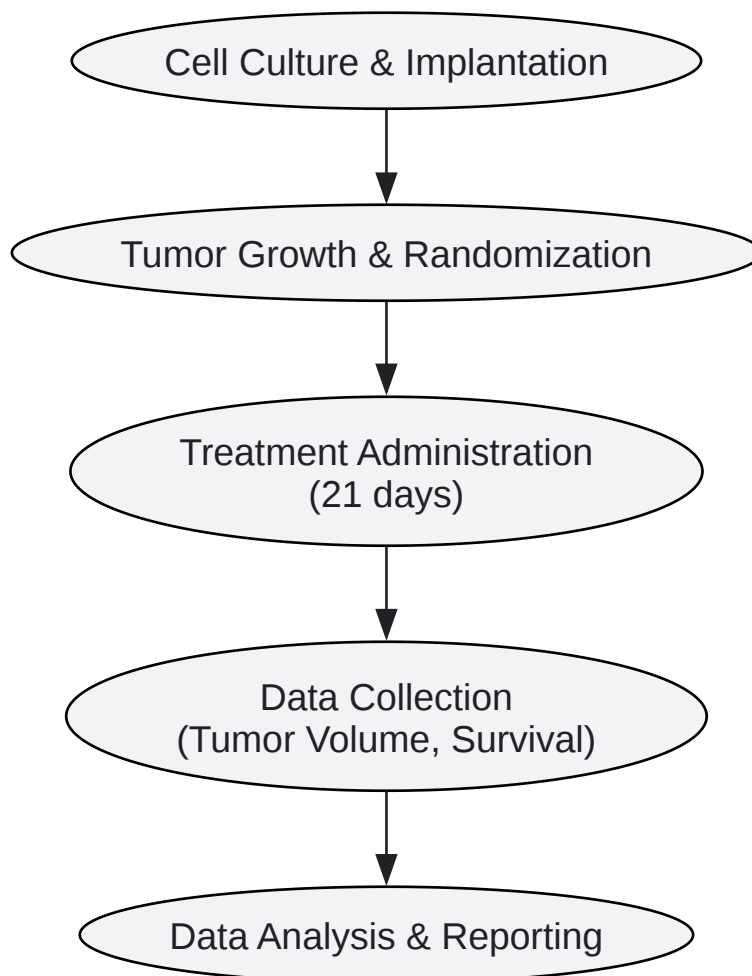 Cell Culture & Implantation
Tumor Growth & Randomization
Treatment Administration
(21 days)
Data Collection
(Tumor Volume, Survival)
Data Analysis & Reporting